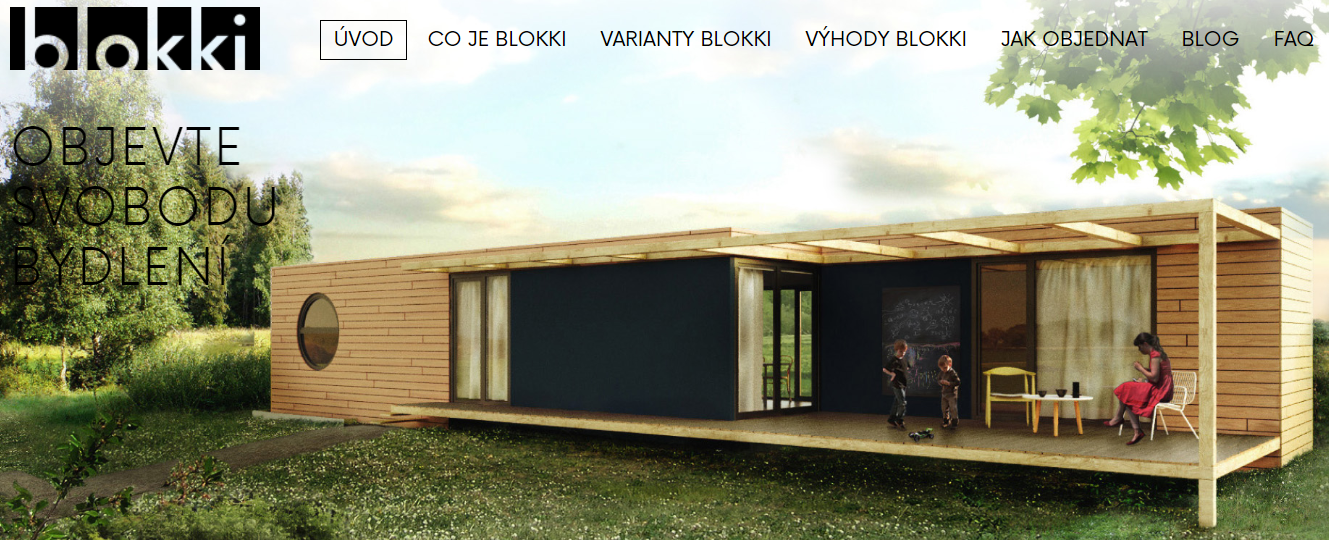 blokki
ÚVOD CO JE BLOKKI VARIANTY BLOKKI VÝHODY BLOKKI JAK OBJEDNAT BLOG FAQ
OBJEVTE
SVOBODU
BYDLENÍ